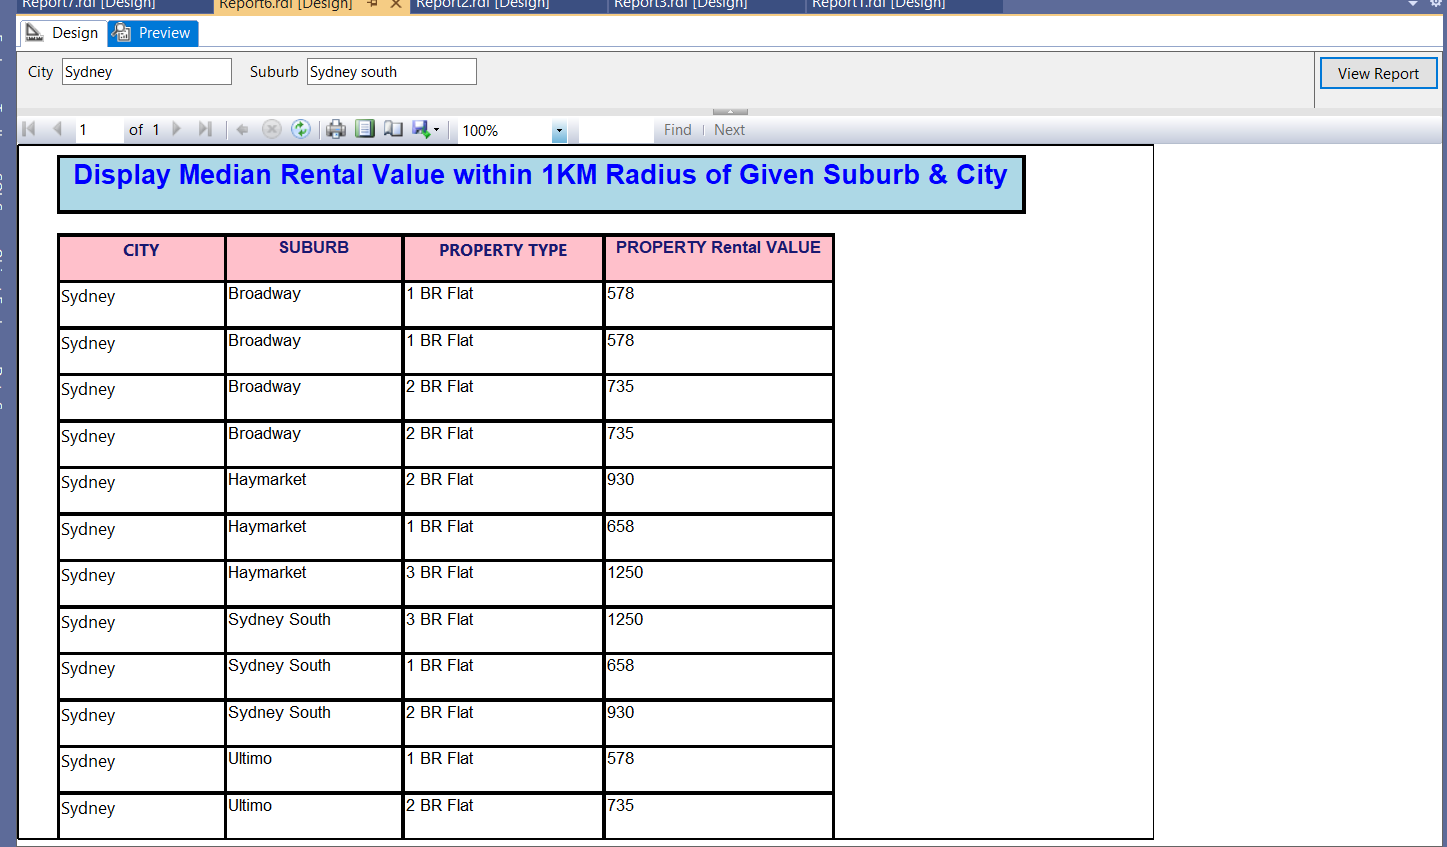 Report7.rdl [Design] Report6.rdl [Design] Report2.rdl [Design] Report3.rdl [Design] Report1.rdl [Design]
Design Preview
City Sydney Suburb Sydney south View Report
1 of 1 100% Find Next
Display Median Rental Value within 1KM Radius of Given Suburb & City
CITY SUBURB PROPERTY TYPE PROPERTY Rental VALUE
Sydney Broadway 1 BR Flat 578
Sydney Broadway 1 BR Flat 578
Sydney Broadway 2 BR Flat 735
Sydney Broadway 2 BR Flat 735
Sydney Haymarket 2 BR Flat 930
Sydney Haymarket 1 BR Flat 658
Sydney Haymarket 3 BR Flat 1250
Sydney Sydney South 3 BR Flat 1250
Sydney Sydney South 1 BR Flat 658
Sydney Sydney South 2 BR Flat 930
Sydney Ultimo 1 BR Flat 578
Sydney Ultimo 2 BR Flat 735